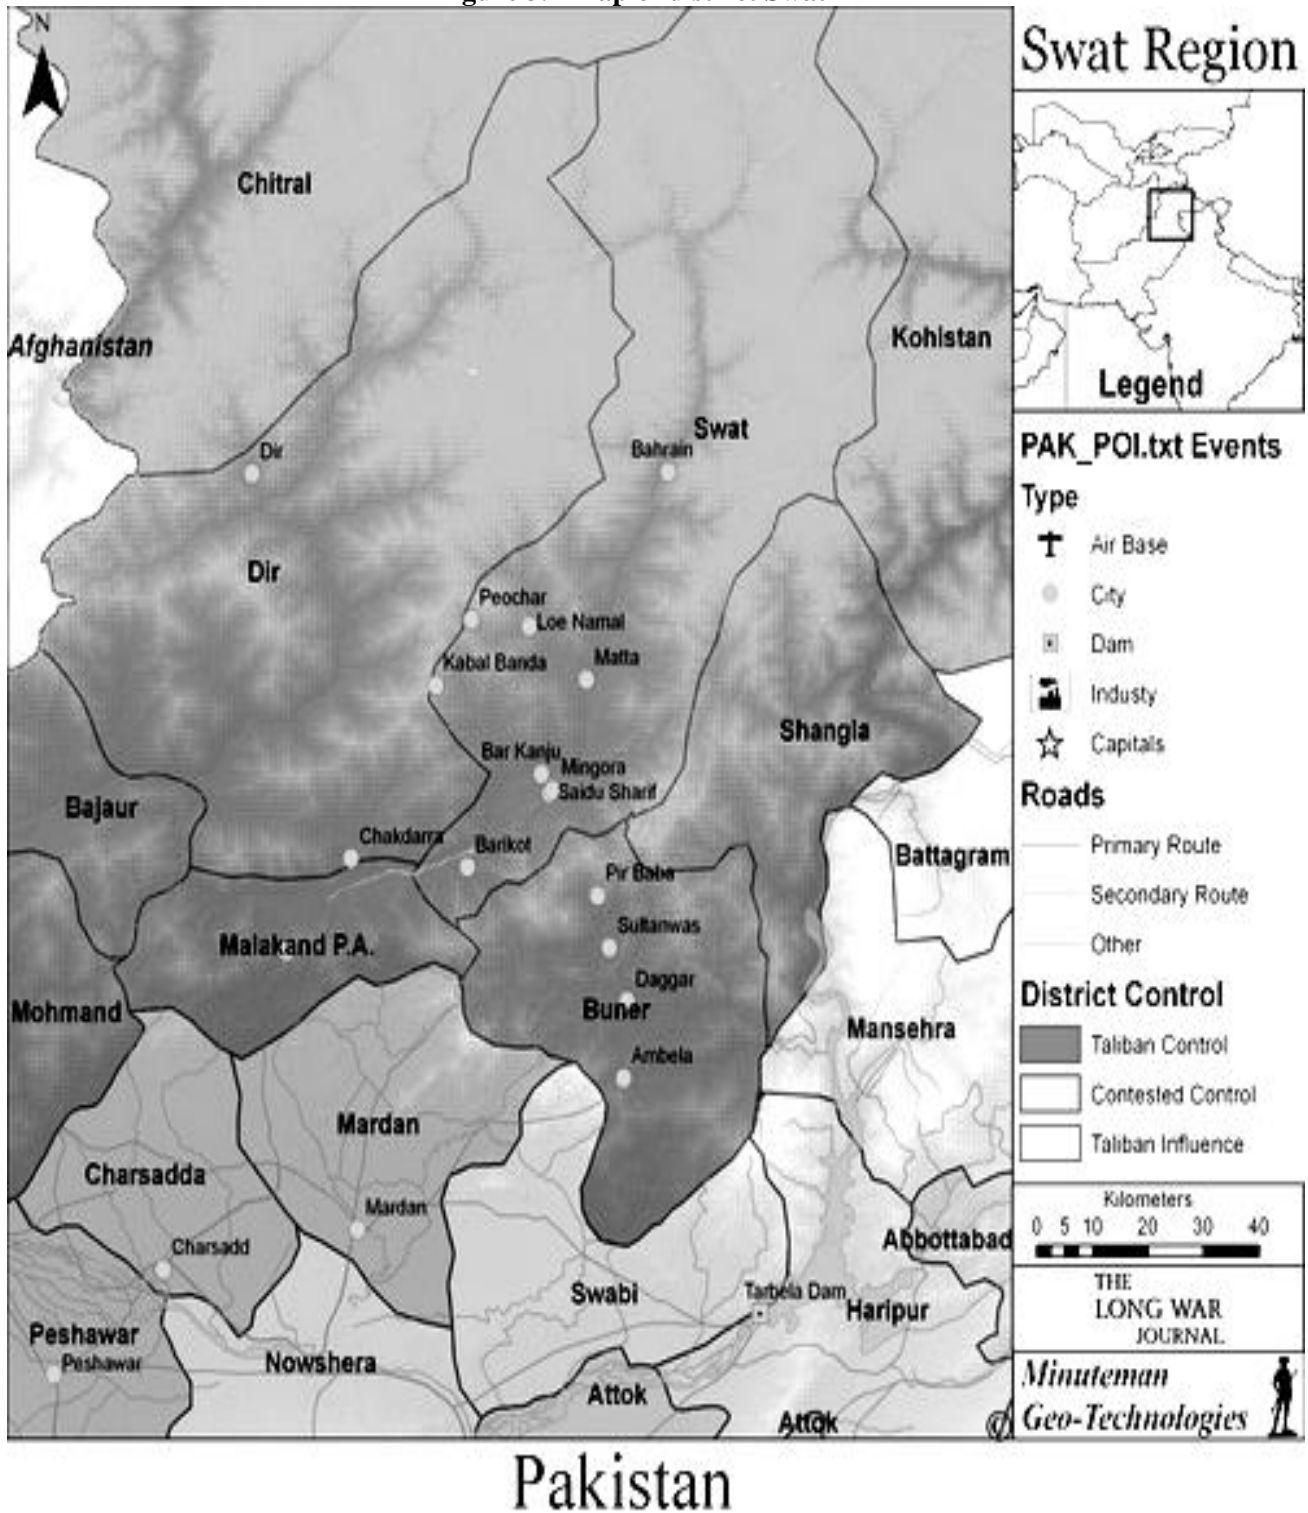 N
Swat Region
Chitral
Afghanistan
Kohistan
Legend
Swat
Bahrain
Dir
Dir
PAK_POI.txt Events
Type
Air Base
City
Dam
Industy
Capitals
Peochar
Loe Namal
Kabal Banda
Matta
Shangla
Bar Kanju
Mingora
Saidu Sharif
Bajaur
Chakdarra
Barikot
Battagram
Pir Baba
Sultanwas
Malakand P.A.
Daggar
Buner
Mohmand
Mansehra
Ambela
Roads
Primary Route
Secondary Route
Other
District Control
Taliban Control
Contested Control
Taliban Influence
Mardan
Charsadda
Mardan
Charsadd
Abbottabad
Swabi
Tarbela Dam
Haripur
Peshawar
Peshawar
Nowshera
Attok
Attok
Kilometers
0 5 10 20 30 40
THE
LONG WAR
JOURNAL
Minuteman
Geo-Technologies
Pakistan